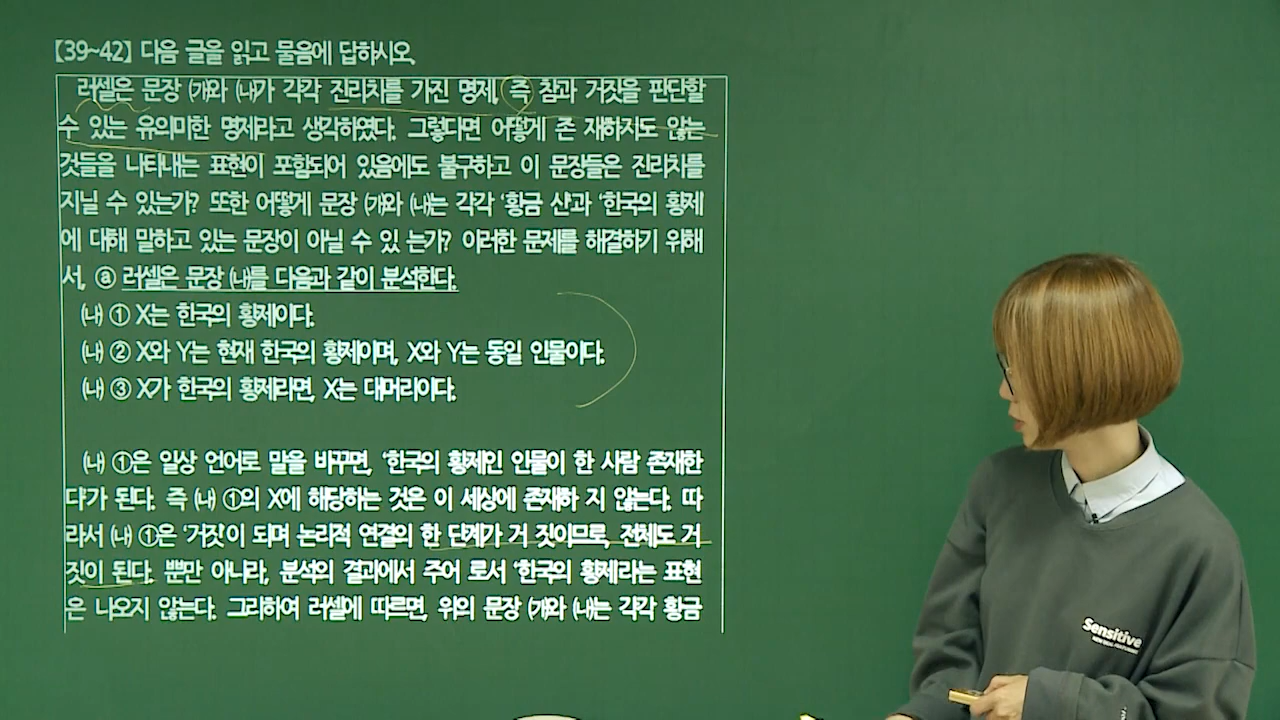 【39~42】 다음 글을 읽고 물음에 답하시오.
러셀은 문장 (가)와 (나)가 각각 진리치를 가진 명제, 즉 참과 거짓을 판단할
수 있는 유의미한 명제라고 생각하였다. 그렇다면 어떻게 존 재하지도 않는
것들을 나타내는 표현이 포함되어 있음에도 불구하고 이 문장들은 진리치를
지닐 수 있는가? 또한 어떻게 문장 (가)와 (나)는 각각 '황금 산'과 '한국의 황제'
에 대해 말하고 있는 문장이 아닐 수 있 는가? 이러한 문제를 해결하기 위해
서, ⓐ 러셀은 문장 (나)를 다음과 같이 분석한다.
(나) ① X는 한국의 황제이다.
(나) ② X와 Y는 현재 한국의 황제이며, X와 Y는 동일 인물이다.
(나) ③ X가 한국의 황제라면, X는 대머리이다.
(나) ①은 일상 언어로 말을 바꾸면, '한국의 황제인 인물이 한 사람 존재한
다'가 된다. 즉 (나) ①의 X에 해당하는 것은 이 세상에 존재하 지 않는다. 따
라서 (나) ①은 '거짓'이 되며 논리적 연결의 한 단계가 거 짓이므로, 전체도 거
짓이 된다. 뿐만 아니라, 분석의 결과에서 주어 로서 '한국의 황제'라는 표현
은 나오지 않는다. 그리하여 러셀에 따르면, 위의 문장 (가)와 (나)는 각각 황금
Sensitive